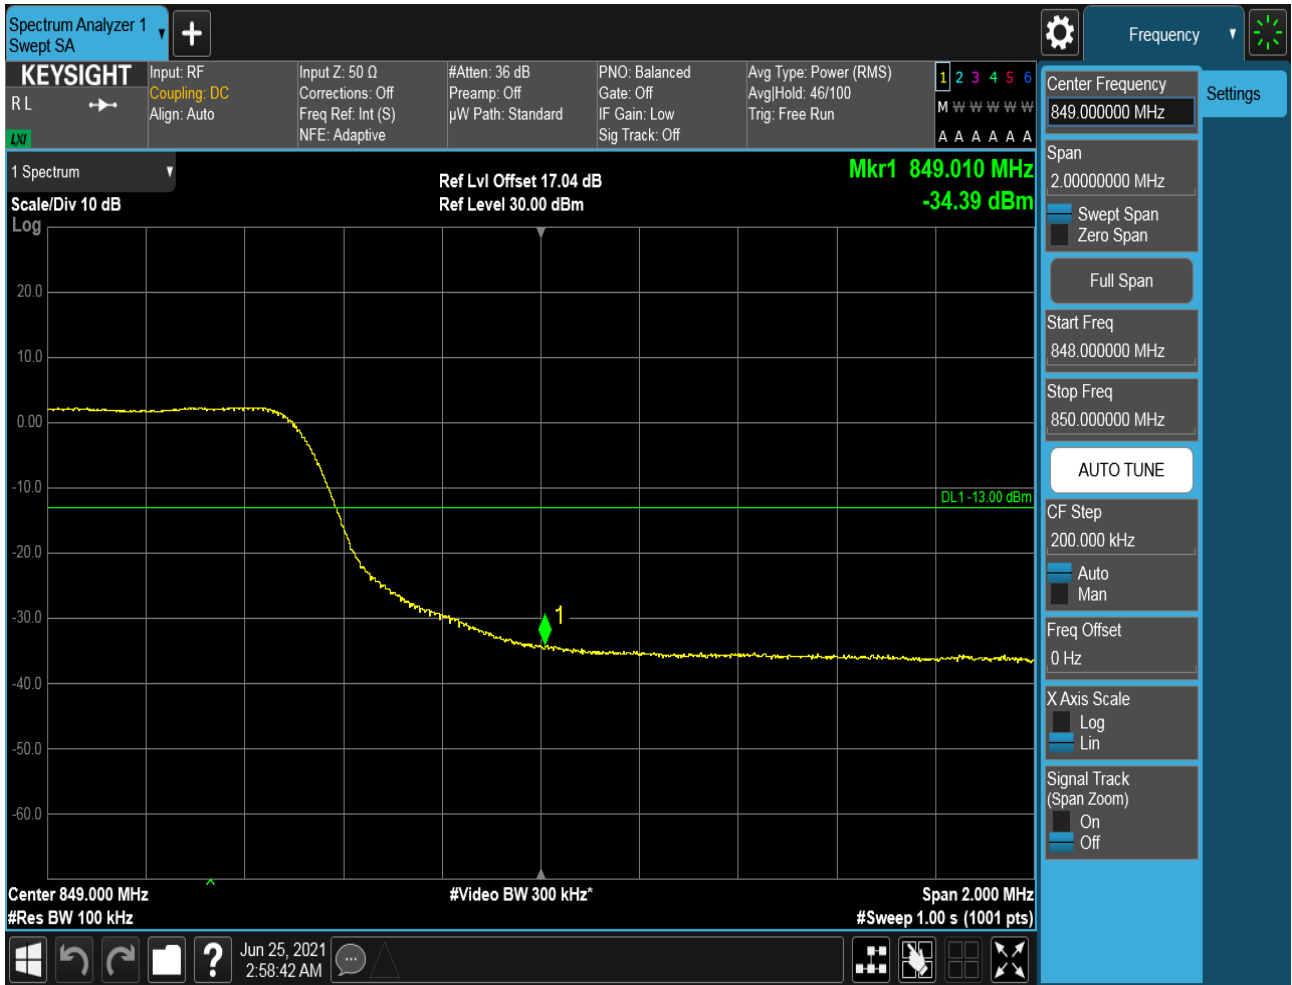 Spectrum Analyzer 1
Swept SA
Frequency
KEYSIGHT
R L
LXI
Input: RF
Coupling: DC
Align: Auto
Input Z: 50 Ω
Corrections: Off
Freq Ref: Int (S)
NFE: Adaptive
#Atten: 36 dB
Preamp: Off
µW Path: Standard
PNO: Balanced
Gate: Off
IF Gain: Low
Sig Track: Off
Avg Type: Power (RMS)
Avg|Hold: 46/100
Trig: Free Run
1 2 3 4 5 6
M W W W W W
A A A A A A
1 Spectrum
Scale/Div 10 dB
Log
Ref Lvl Offset 17.04 dB
Ref Level 30.00 dBm
Mkr1 849.010 MHz
-34.39 dBm
20.0
10.0
0.00
-10.0
-20.0
-30.0
-40.0
-50.0
-60.0
DL1 -13.00 dBm
1
Center 849.000 MHz
#Res BW 100 kHz
#Video BW 300 kHz*
Span 2.000 MHz
#Sweep 1.00 s (1001 pts)
Jun 25, 2021
2:58:42 AM
Center Frequency
849.000000 MHz
Settings
Span
2.00000000 MHz
Swept Span
Zero Span
Full Span
Start Freq
848.000000 MHz
Stop Freq
850.000000 MHz
AUTO TUNE
CF Step
200.000 kHz
Auto
Man
Freq Offset
0 Hz
X Axis Scale
Log
Lin
Signal Track
(Span Zoom)
On
Off